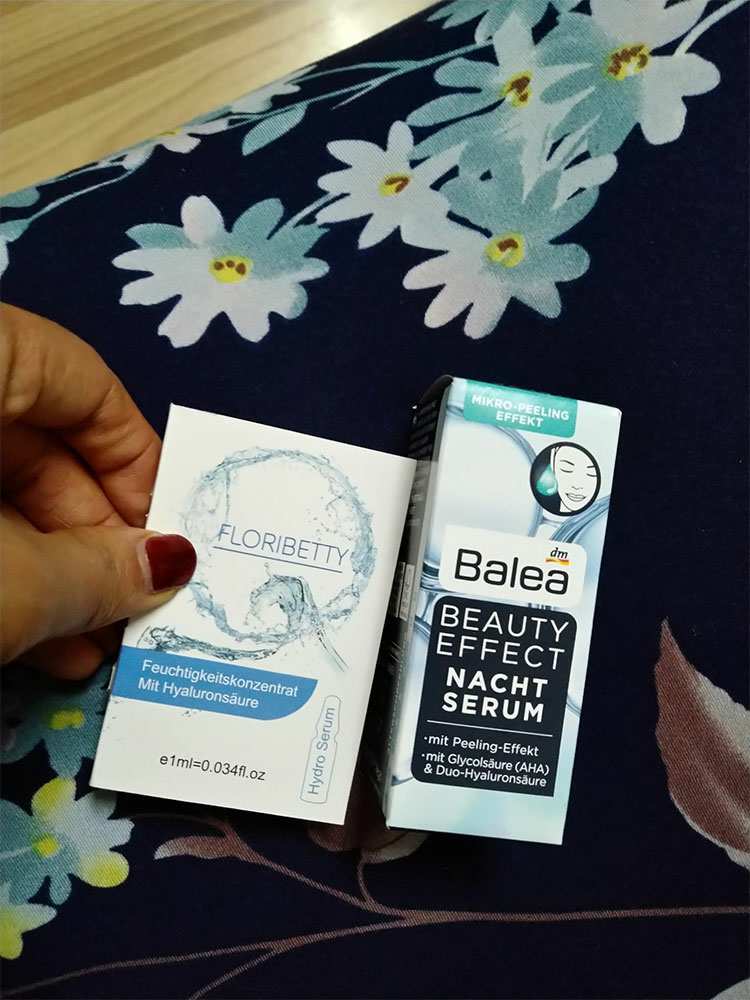 FLORIBETTY
Feuchtigkeitskonzentrat
Mit Hyaluronsäure
e1ml=0.034fl.oz
Hydro Serum
MIKRO-PEELING
EFFEKT
dm
Balea
BEAUTY
EFFECT
NACHT
SERUM
•mit Peeling-Effekt
•mit Glycolsäure (AHA)
& Duo-Hyaluronsäure